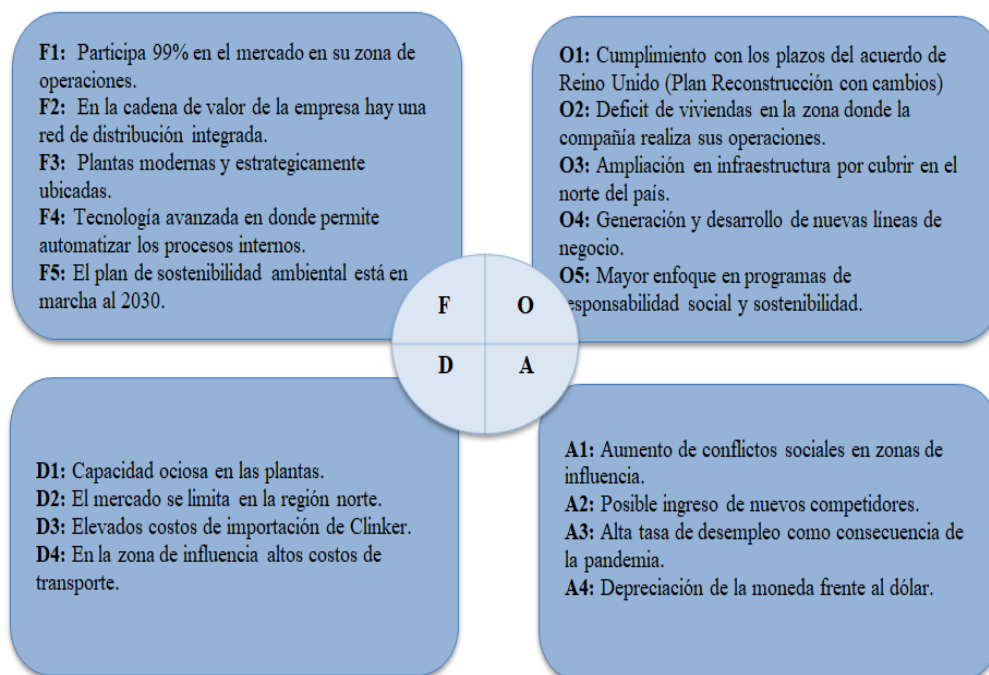 F1: Participa 99% en el mercado en su zona de
operaciones.
F2: En la cadena de valor de la empresa hay una
red de distribución integrada.
F3: Plantas modernas y estrategicamente
ubicadas.
F4: Tecnología avanzada en donde permite
automatizar los procesos internos.
F5: El plan de sostenibilidad ambiental está en
marcha al 2030.
O1: Cumplimiento con los plazos del acuerdo de
Reino Unido (Plan Reconstrucción con cambios)
O2: Deficit de viviendas en la zona donde la
compañía realiza sus operaciones.
O3: Ampliación en infraestructura por cubrir en el
norte del país.
O4: Generación y desarrollo de nuevas líneas de
negocio.
O5: Mayor enfoque en programas de
responsabilidad social y sostenibilidad.
F O
D A
D1: Capacidad ociosa en las plantas.
D2: El mercado se limita en la región norte.
D3: Elevados costos de importación de Clinker.
D4: En la zona de influencia altos costos de
transporte.
A1: Aumento de conflictos sociales en zonas de
influencia.
A2: Posible ingreso de nuevos competidores.
A3: Alta tasa de desempleo como consecuencia de
la pandemia.
A4: Depreciación de la moneda frente al dólar.